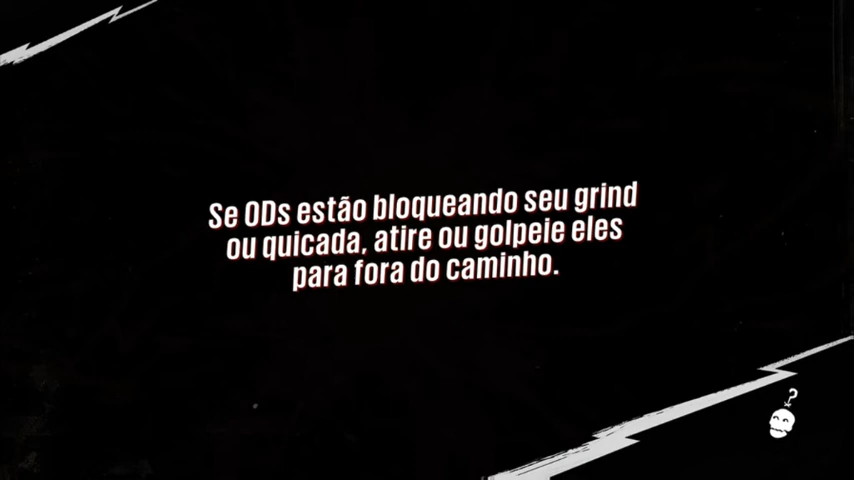 Se ODs estão bloqueando seu grind
ou quicada, atire ou golpeie eles
para fora do caminho.